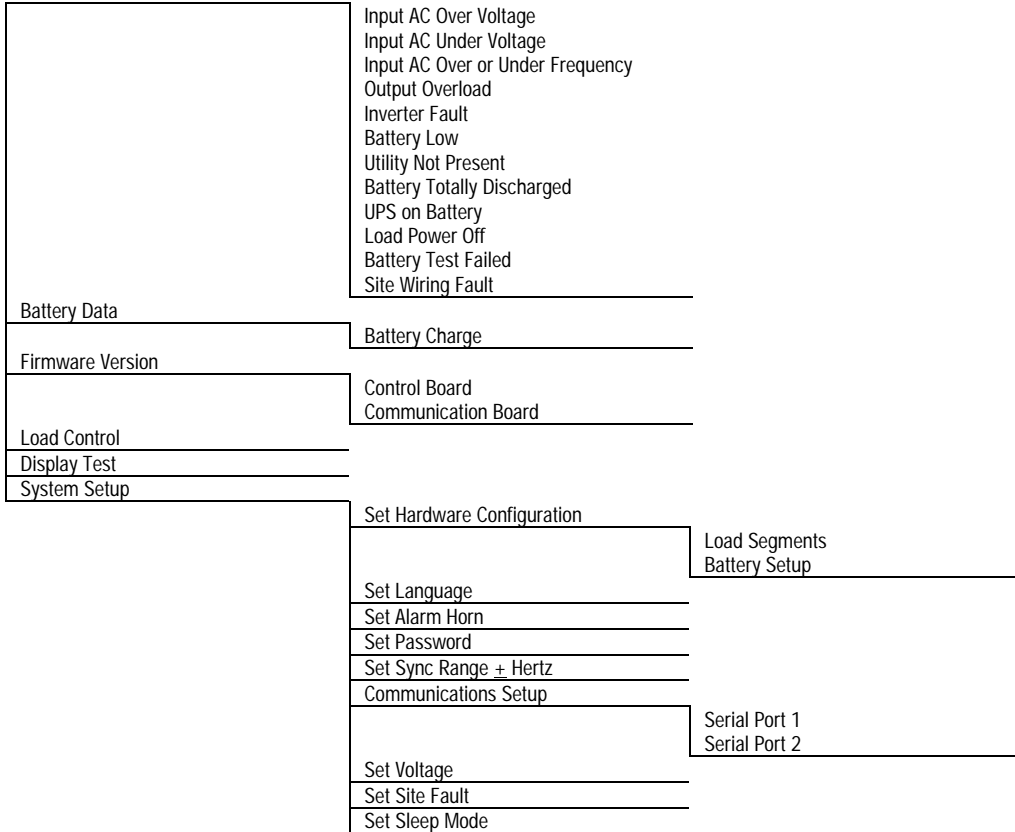 Input AC Over Voltage
Input AC Under Voltage
Input AC Over or Under Frequency
Output Overload
Inverter Fault
Battery Low
Utility Not Present
Battery Totally Discharged
UPS on Battery
Load Power Off
Battery Test Failed
Site Wiring Fault
Battery Data
Battery Charge
Firmware Version
Control Board
Communication Board
Load Control
Display Test
System Setup
Set Hardware Configuration
Load Segments
Battery Setup
Set Language
Set Alarm Horn
Set Password
Set Sync Range ± Hertz
Communications Setup
Serial Port 1
Serial Port 2
Set Voltage
Set Site Fault
Set Sleep Mode